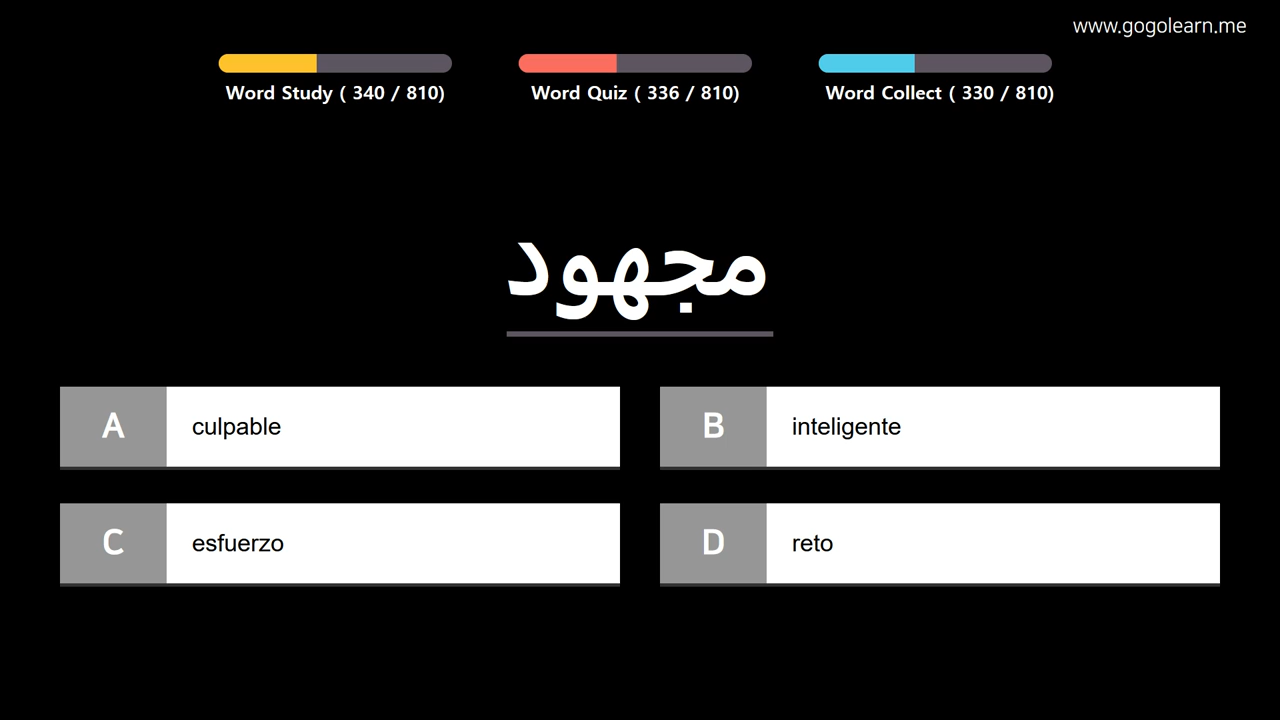 www.gogolearn.me
Word Study ( 340 / 810)
Word Quiz ( 336 / 810)
Word Collect ( 330 / 810)
مجهود
A culpable
B inteligente
C esfuerzo
D reto